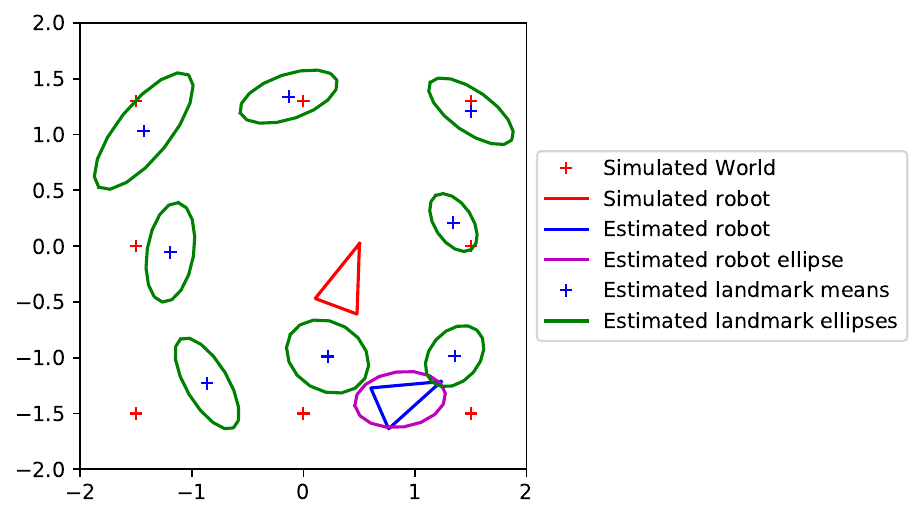 2.0
1.5
1.0
0.5
0.0
−0.5
−1.0
−1.5
−2.0
−2 −1 0 1 2
Simulated World
Simulated robot
Estimated robot
Estimated robot ellipse
Estimated landmark means
Estimated landmark ellipses